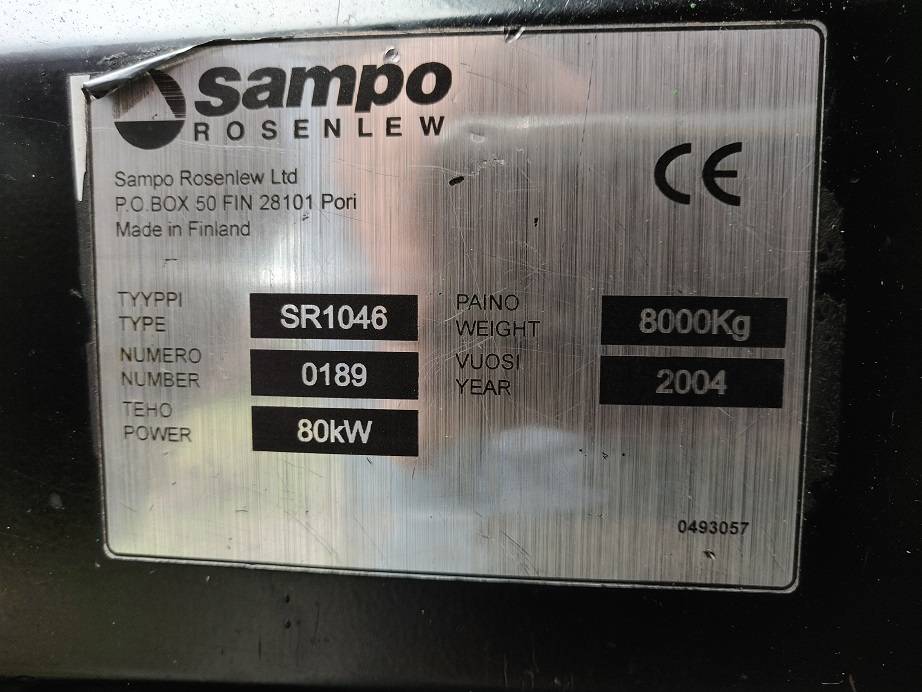 sampo
ROSENLEW
Sampo Rosenlew Ltd
P.O.BOX 50 FIN 28101 Pori
Made in Finland
CE
TYYPPI
TYPE
SR1046
NUMERO
NUMBER
0189
TEHO
POWER
80kW
PAINO
WEIGHT
8000Kg
VUOSI
YEAR
2004
0493057